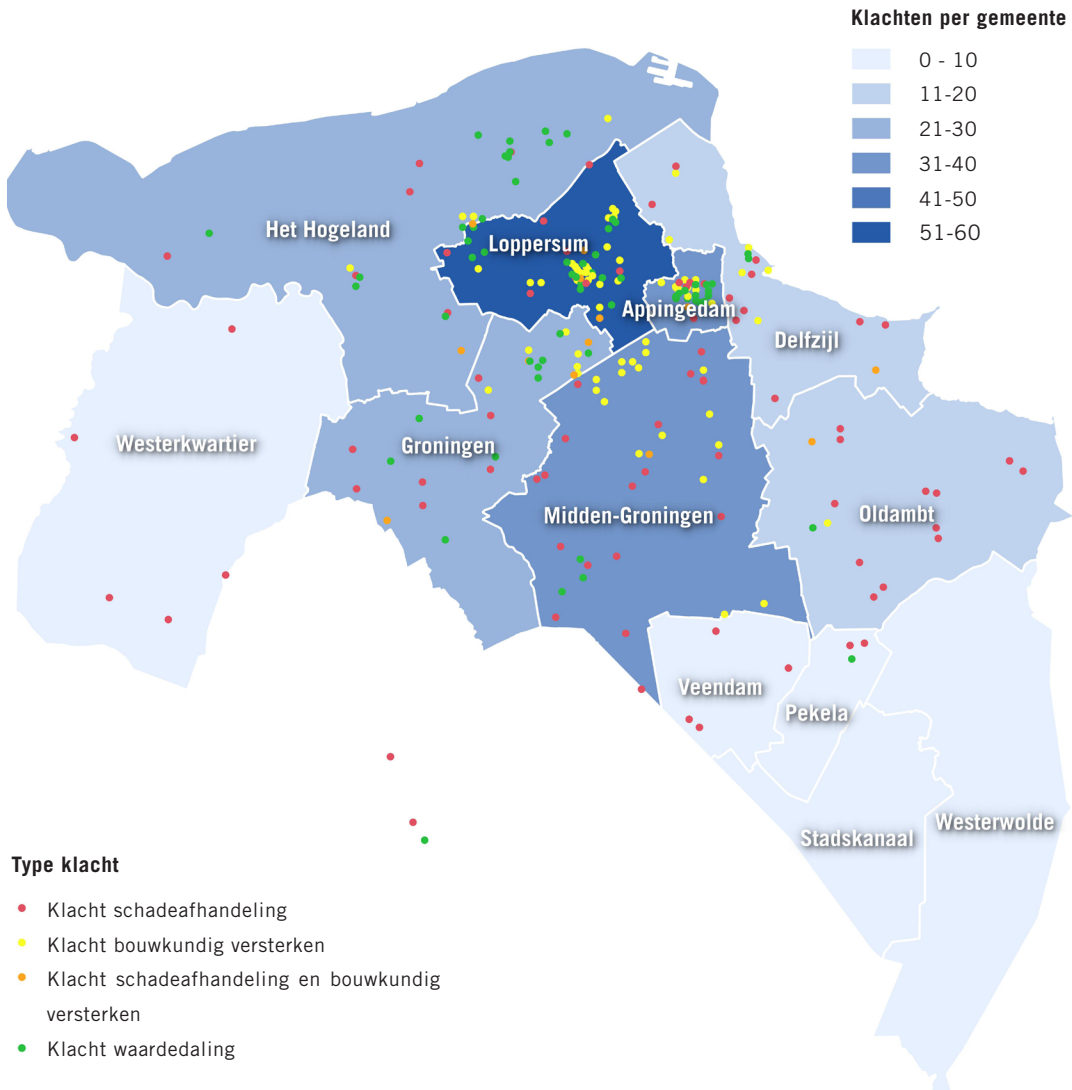 Klachten per gemeente
0 - 10
11-20
21-30
31-40
41-50
51-60
Het Hogeland
Loppersum
Appingedam
Delfzijl
Westerkwartier
Groningen
Midden-Groningen
Oldambt
Veendam
Pekela
Stadskanaal
Westerwolde
Type klacht
Klacht schadeafhandeling
Klacht bouwkundig versterken
Klacht schadeafhandeling en bouwkundig
versterken
Klacht waardedaling